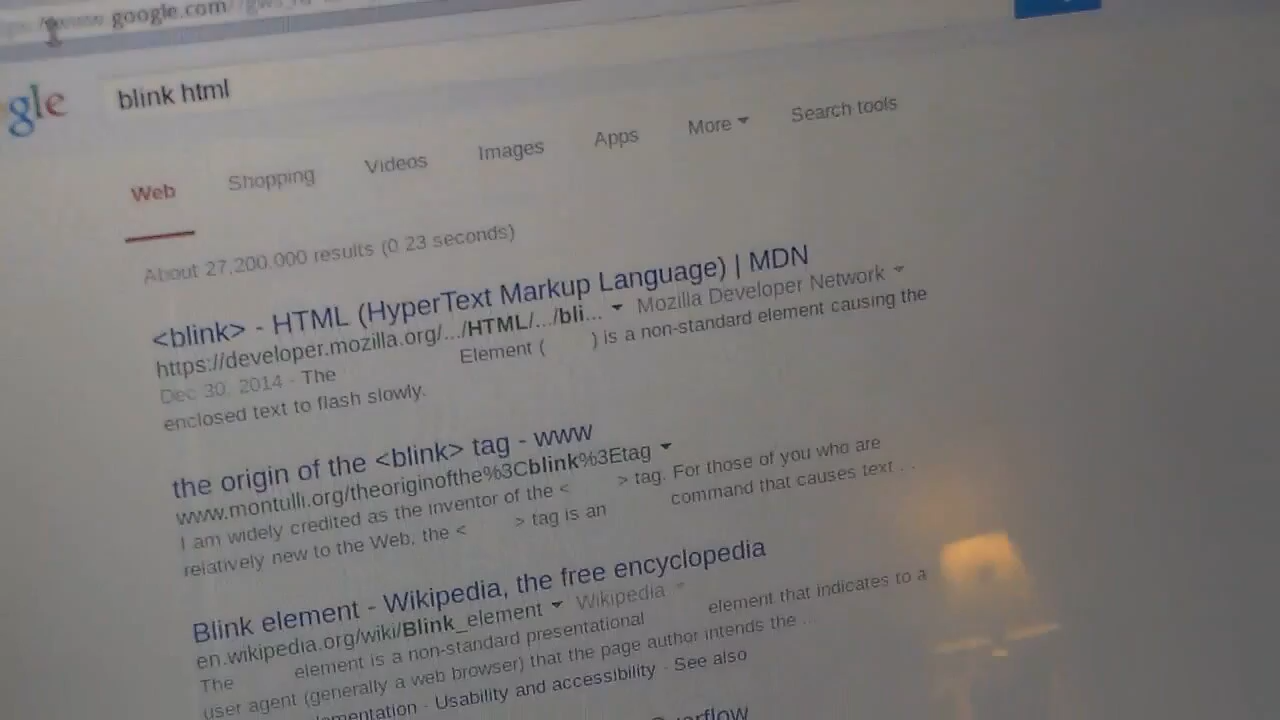 www.google.com
gle
blink html
Web Shopping Videos Images Apps More Search tools
About 27,200,000 results (0 23 seconds)
<blink> - HTML (HyperText Markup Language) | MDN
https://developer.mozilla.org/.../HTML/.../bli... Mozilla Developer Network
Dec 30, 2014 - The Element ( ) is a non-standard element causing the
enclosed text to flash slowly.
the origin of the <blink> tag - www
www.montulli.org/theoriginofthe%3Cblink%3Etag
I am widely credited as the inventor of the < > tag. For those of you who are
relatively new to the Web, the < > tag is an command that causes text ...
Blink element - Wikipedia, the free encyclopedia
en.wikipedia.org/wiki/Blink_element Wikipedia
The element is a non-standard presentational element that indicates to a
user agent (generally a web browser) that the page author intends the ...
Usability and accessibility - See also